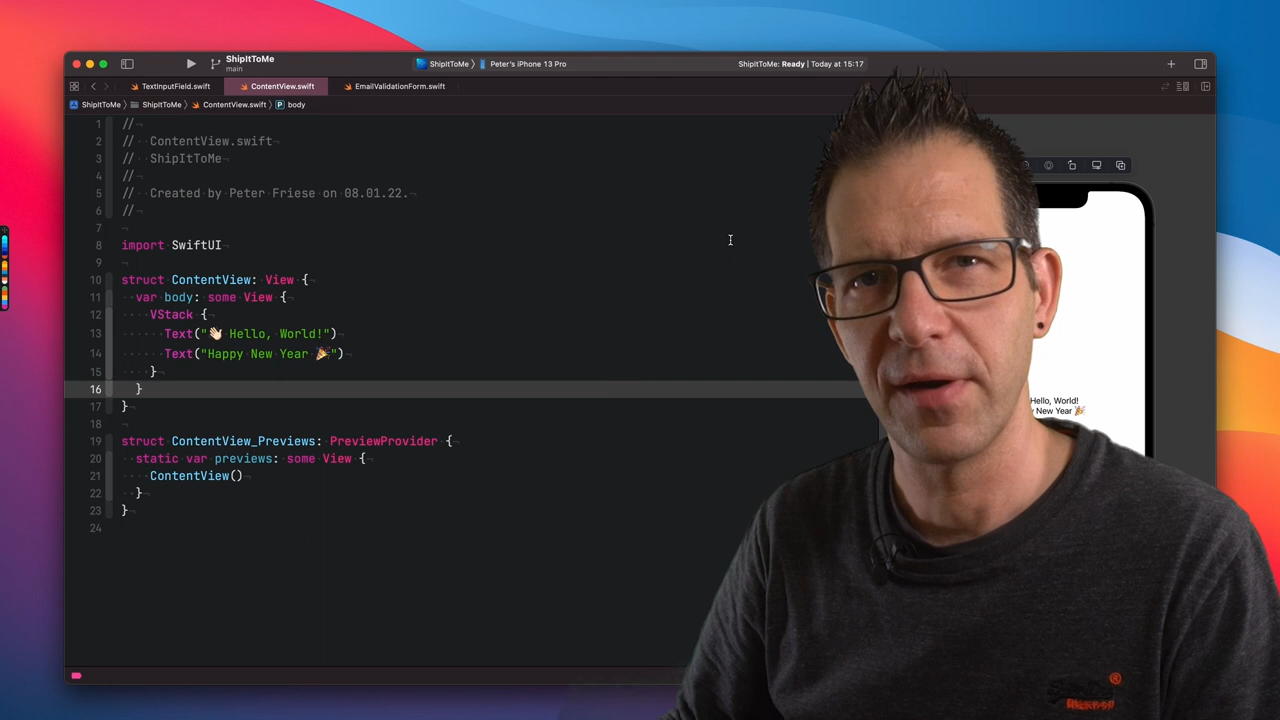 ShipItToMe
main
ShipItToMe 〉 Peter's iPhone 13 Pro
ShipItToMe: Ready | Today at 15:17
TextInputField.swift
ContentView.swift
EmailValidationForm.swift
ShipItToMe 〉 ShipItToMe 〉 ContentView.swift 〉 P body
1 //
2 // ContentView.swift
3 // ShipItToMe
4 //
5 // Created by Peter Friese on 08.01.22.
6 //
7
8 import SwiftUI
9
10 struct ContentView: View {
11 var body: some View {
12 VStack {
13 Text("👋🏻 Hello, World!")
14 Text("Happy New Year 🎉")
15 }
16 }
17 }
18
19 struct ContentView_Previews: PreviewProvider {
20 static var previews: some View {
21 ContentView()
22 }
23 }
24
Hello, World!
New Year 🎉